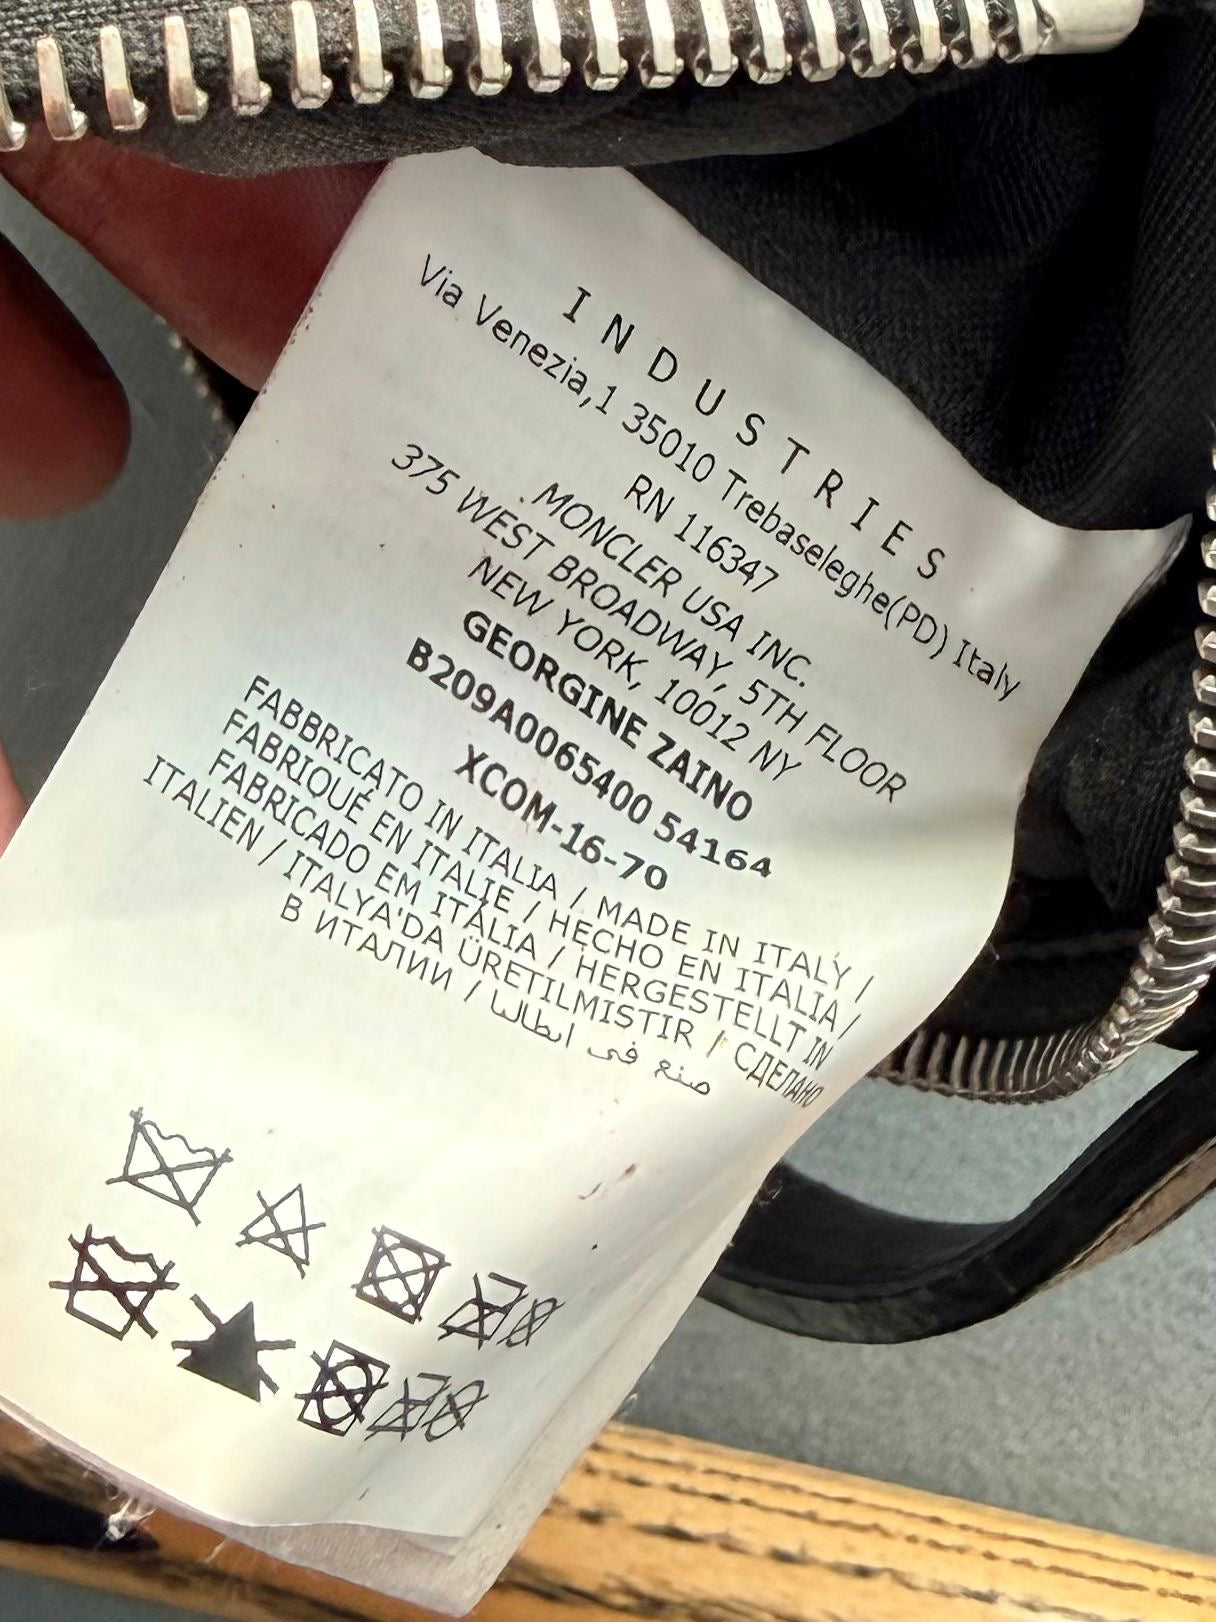 INDUSTRIES
Via Venezia,1 35010 Trebaseleghe(PD) Italy
RN 116347
MONCLER USA INC.
375 WEST BROADWAY, 5TH FLOOR
NEW YORK, 10012 NY
GEORGINE ZAINO
B209A0065400 54164
XCOM-16-70
FABBRICATO IN ITALIA / MADE IN ITALY /
FABRIQUÉ EN ITALIE / HECHO EN ITALIA /
FABRICADO EM ITÁLIA / HERGESTELLT IN
ITALIEN / ITALYA'DA ÜRETILMISTIR / СДЕЛАНО
В ИТАЛИИ / صنع في ايطاليا